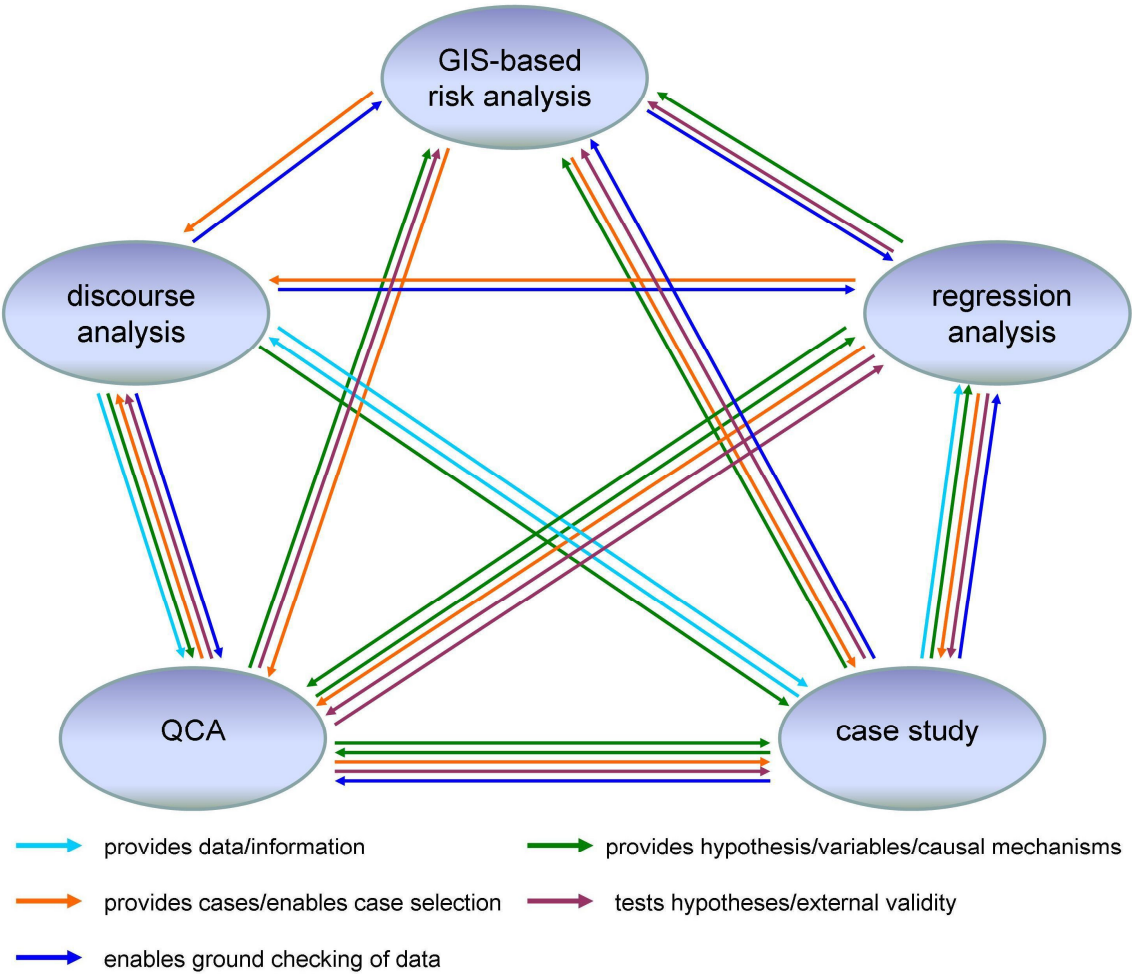 GIS-based
risk analysis
discourse
analysis
regression
analysis
QCA
case study
provides data/information
provides hypothesis/variables/causal mechanisms
provides cases/enables case selection
tests hypotheses/external validity
enables ground checking of data